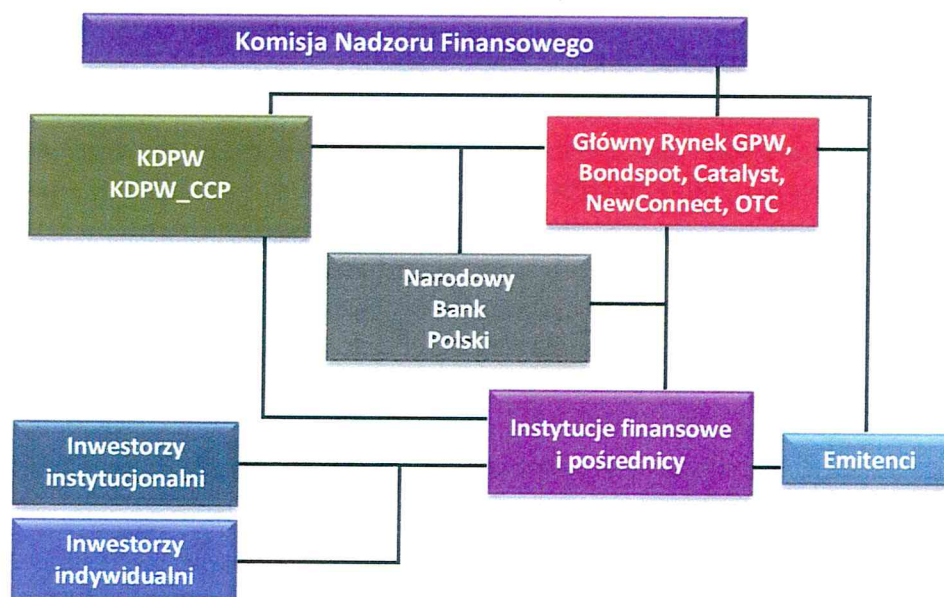 Komisja Nadzoru Finansowego
KDPW
KDPW_CCP
Główny Rynek GPW,
Bondspot, Catalyst,
NewConnect, OTC
Narodowy
Bank
Polski
Instytucje finansowe
i pośrednicy
Emitenci
Inwestorzy
instytucjonalni
Inwestorzy
indywidualni